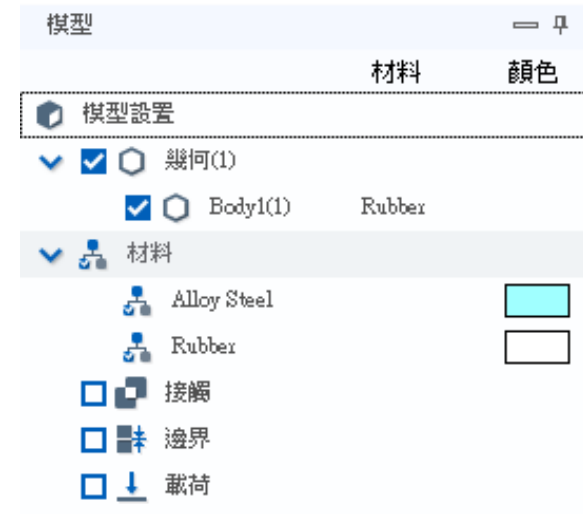 模型
材料 顏色
模型設置
幾何(1)
Body1(1) Rubber
材料
Alloy Steel
Rubber
接觸
邊界
載荷